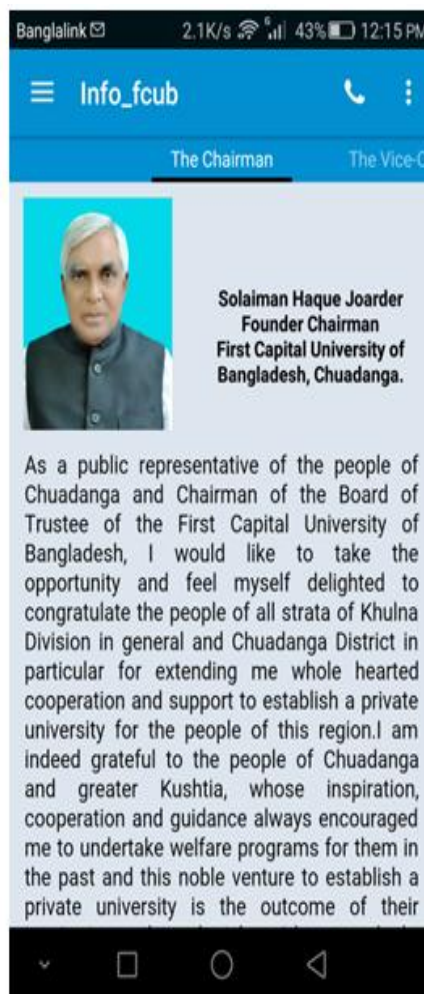 Banglalink 2.1K/s 43% 12:15 PM
Info_fcub
The Chairman The Vice-C
Solaiman Haque Joarder
Founder Chairman
First Capital University of
Bangladesh, Chuadanga.
As a public representative of the people of
Chuadanga and Chairman of the Board of
Trustee of the First Capital University of
Bangladesh, I would like to take the
opportunity and feel myself delighted to
congratulate the people of all strata of Khulna
Division in general and Chuadanga District in
particular for extending me whole hearted
cooperation and support to establish a private
university for the people of this region.I am
indeed grateful to the people of Chuadanga
and greater Kushtia, whose inspiration,
cooperation and guidance always encouraged
me to undertake welfare programs for them in
the past and this noble venture to establish a
private university is the outcome of their